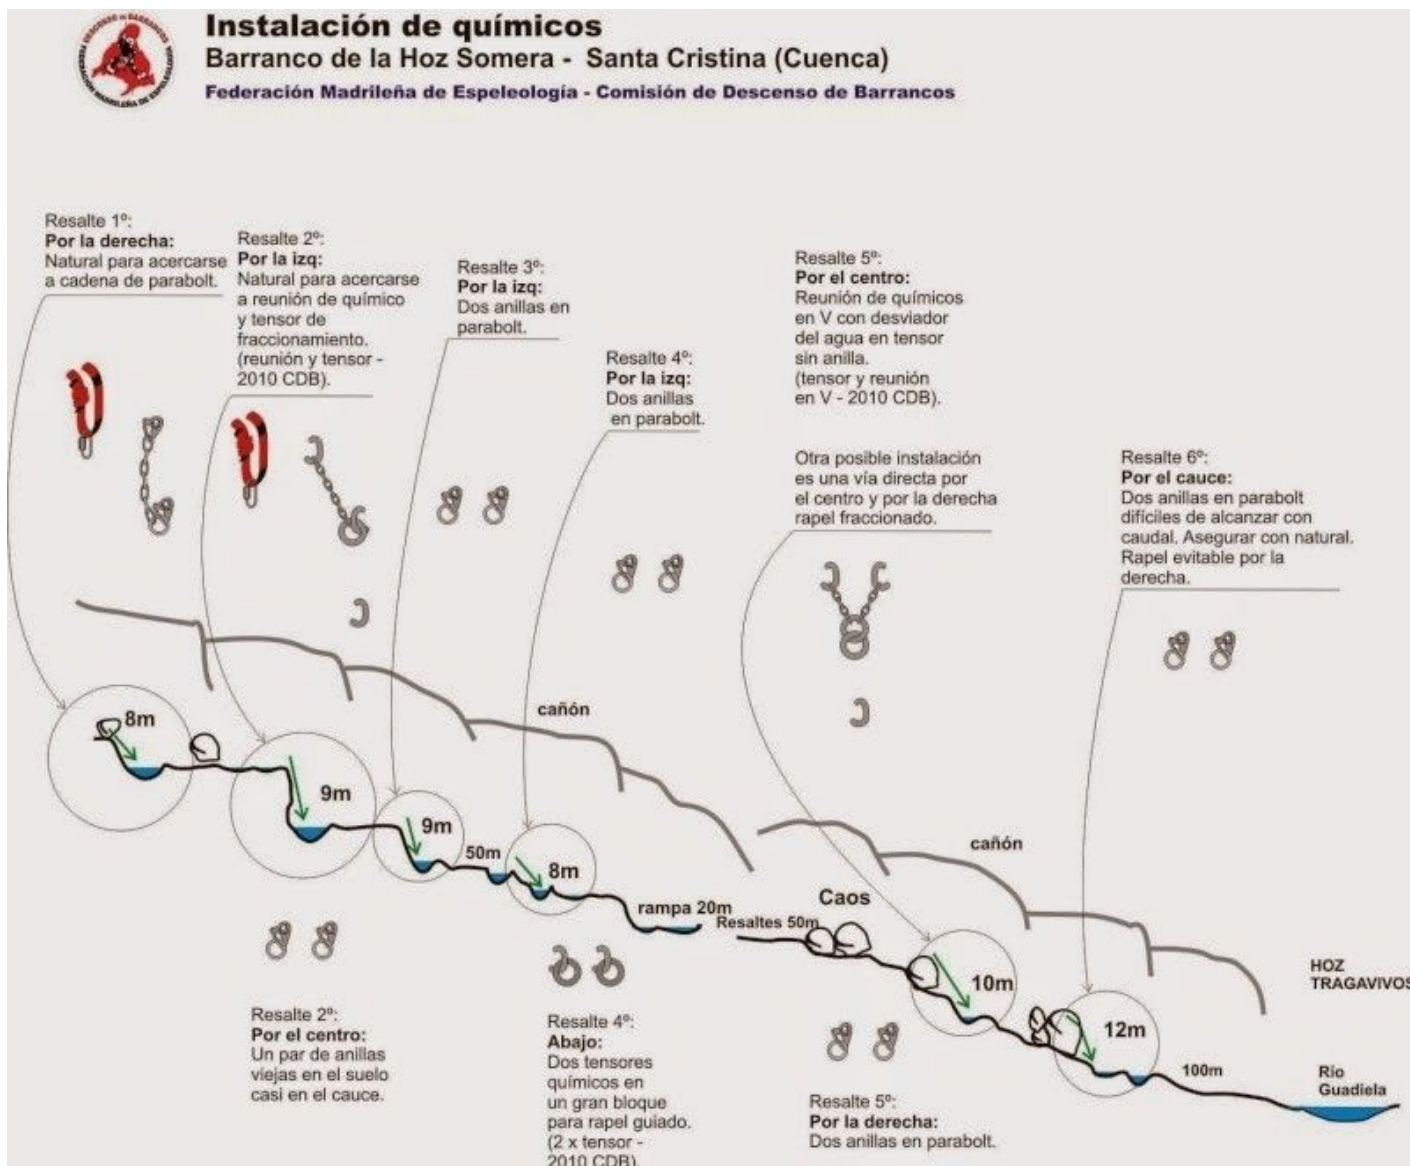 DESCENSO DE BARRANCOS
FEDERACIÓN MADRILEÑA DE ESPELEOLOGÍA
Instalación de químicos
Barranco de la Hoz Somera - Santa Cristina (Cuenca)
Federación Madrileña de Espeleología - Comisión de Descenso de Barrancos
Resalte 1º:
Por la derecha:
Natural para acercarse
a cadena de parabolt.
Resalte 2º:
Por la izq:
Natural para acercarse
a reunión de químico
y tensor de
fraccionamiento.
(reunión y tensor -
2010 CDB).
Resalte 3º:
Por la izq:
Dos anillas en
parabolt.
Resalte 4º:
Por la izq:
Dos anillas
en parabolt.
Resalte 5º:
Por el centro:
Reunión de químicos
en V con desviador
del agua en tensor
sin anilla.
(tensor y reunión
en V - 2010 CDB).
Otra posible instalación
es una vía directa por
el centro y por la derecha
rapel fraccionado.
Resalte 6º:
Por el cauce:
Dos anillas en parabolt
difíciles de alcanzar con
caudal. Asegurar con natural.
Rapel evitable por la
derecha.
cañón
8m
9m
9m
50m
8m
rampa 20m
Resaltes 50m
Caos
cañón
10m
12m
100m
HOZ
TRAGAVIVOS
Rio
Guadiela
Resalte 2º:
Por el centro:
Un par de anillas
viejas en el suelo
casi en el cauce.
Resalte 4º:
Abajo:
Dos tensores
químicos en
un gran bloque
para rapel guiado.
(2 x tensor -
2010 CDB).
Resalte 5º:
Por la derecha:
Dos anillas en parabolt.